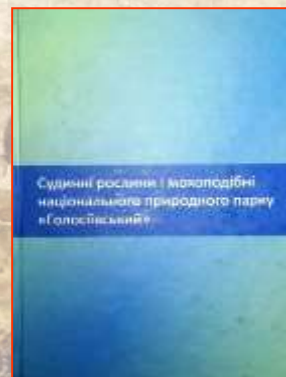 Судинні рослини і мохоподібні
національного природного парку
«Голосіївський»